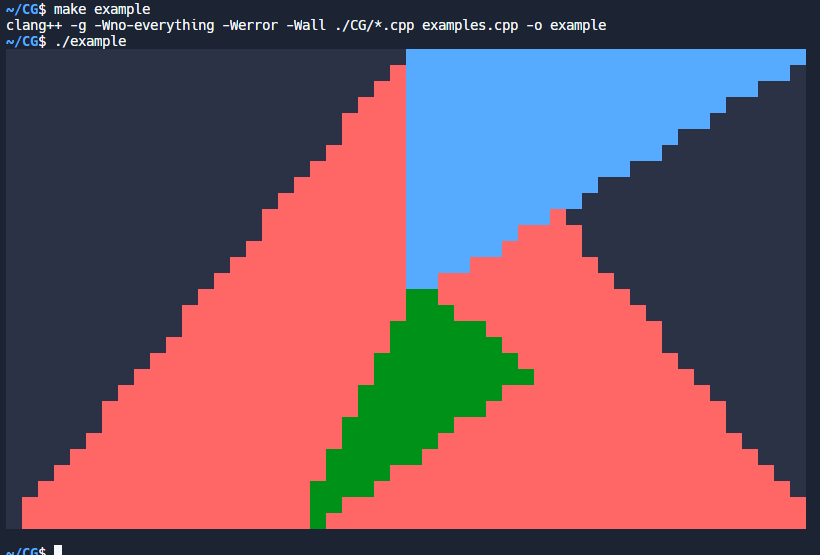 ~/CG$ make example
clang++ -g -Wno-everything -Werror -Wall ./CG/*.cpp examples.cpp -o example
~/CG$ ./example
~/CG$